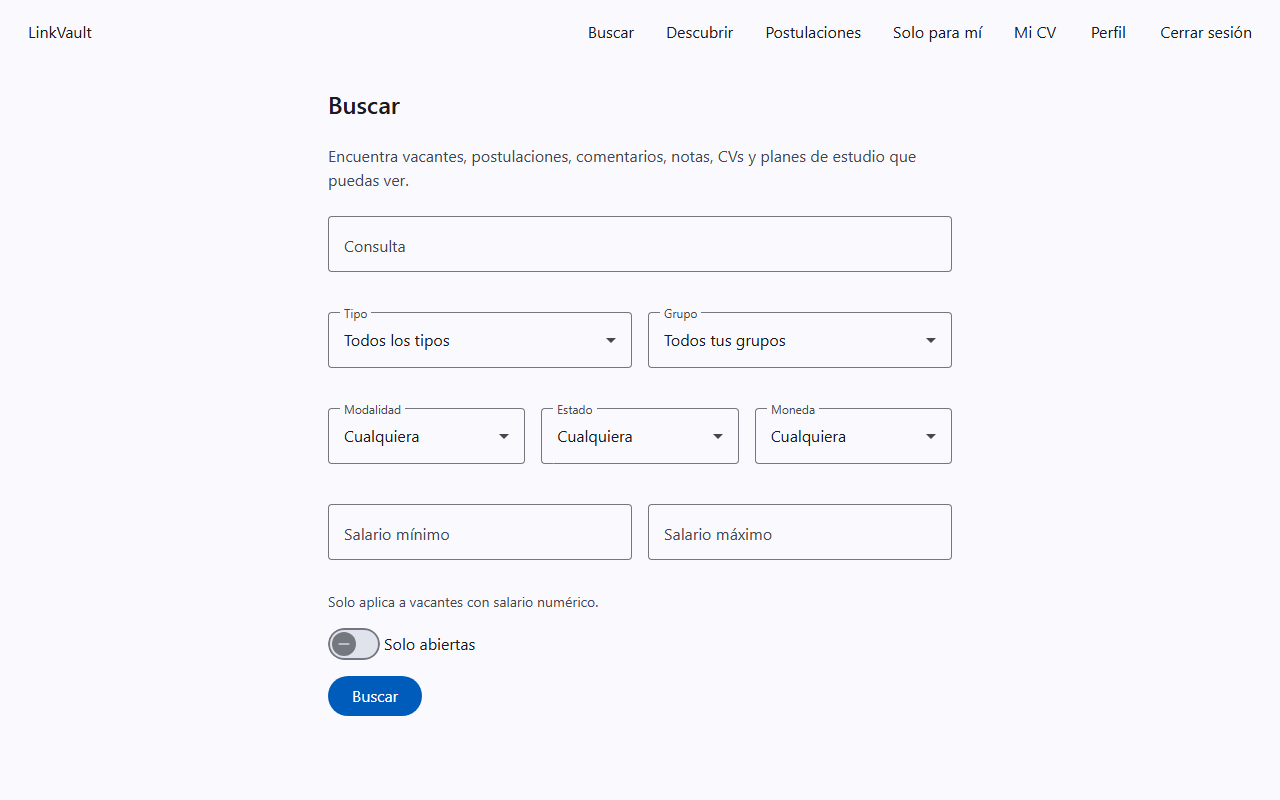 LinkVault
Buscar
Descubrir
Postulaciones
Solo para mí
Mi CV
Perfil
Cerrar sesión
Buscar
Encuentra vacantes, postulaciones, comentarios, notas, CVs y planes de estudio que
puedas ver.
Consulta
Tipo
Todos los tipos
Grupo
Todos tus grupos
Modalidad
Cualquiera
Estado
Cualquiera
Moneda
Cualquiera
Salario mínimo
Salario máximo
Solo aplica a vacantes con salario numérico.
Solo abiertas
Buscar